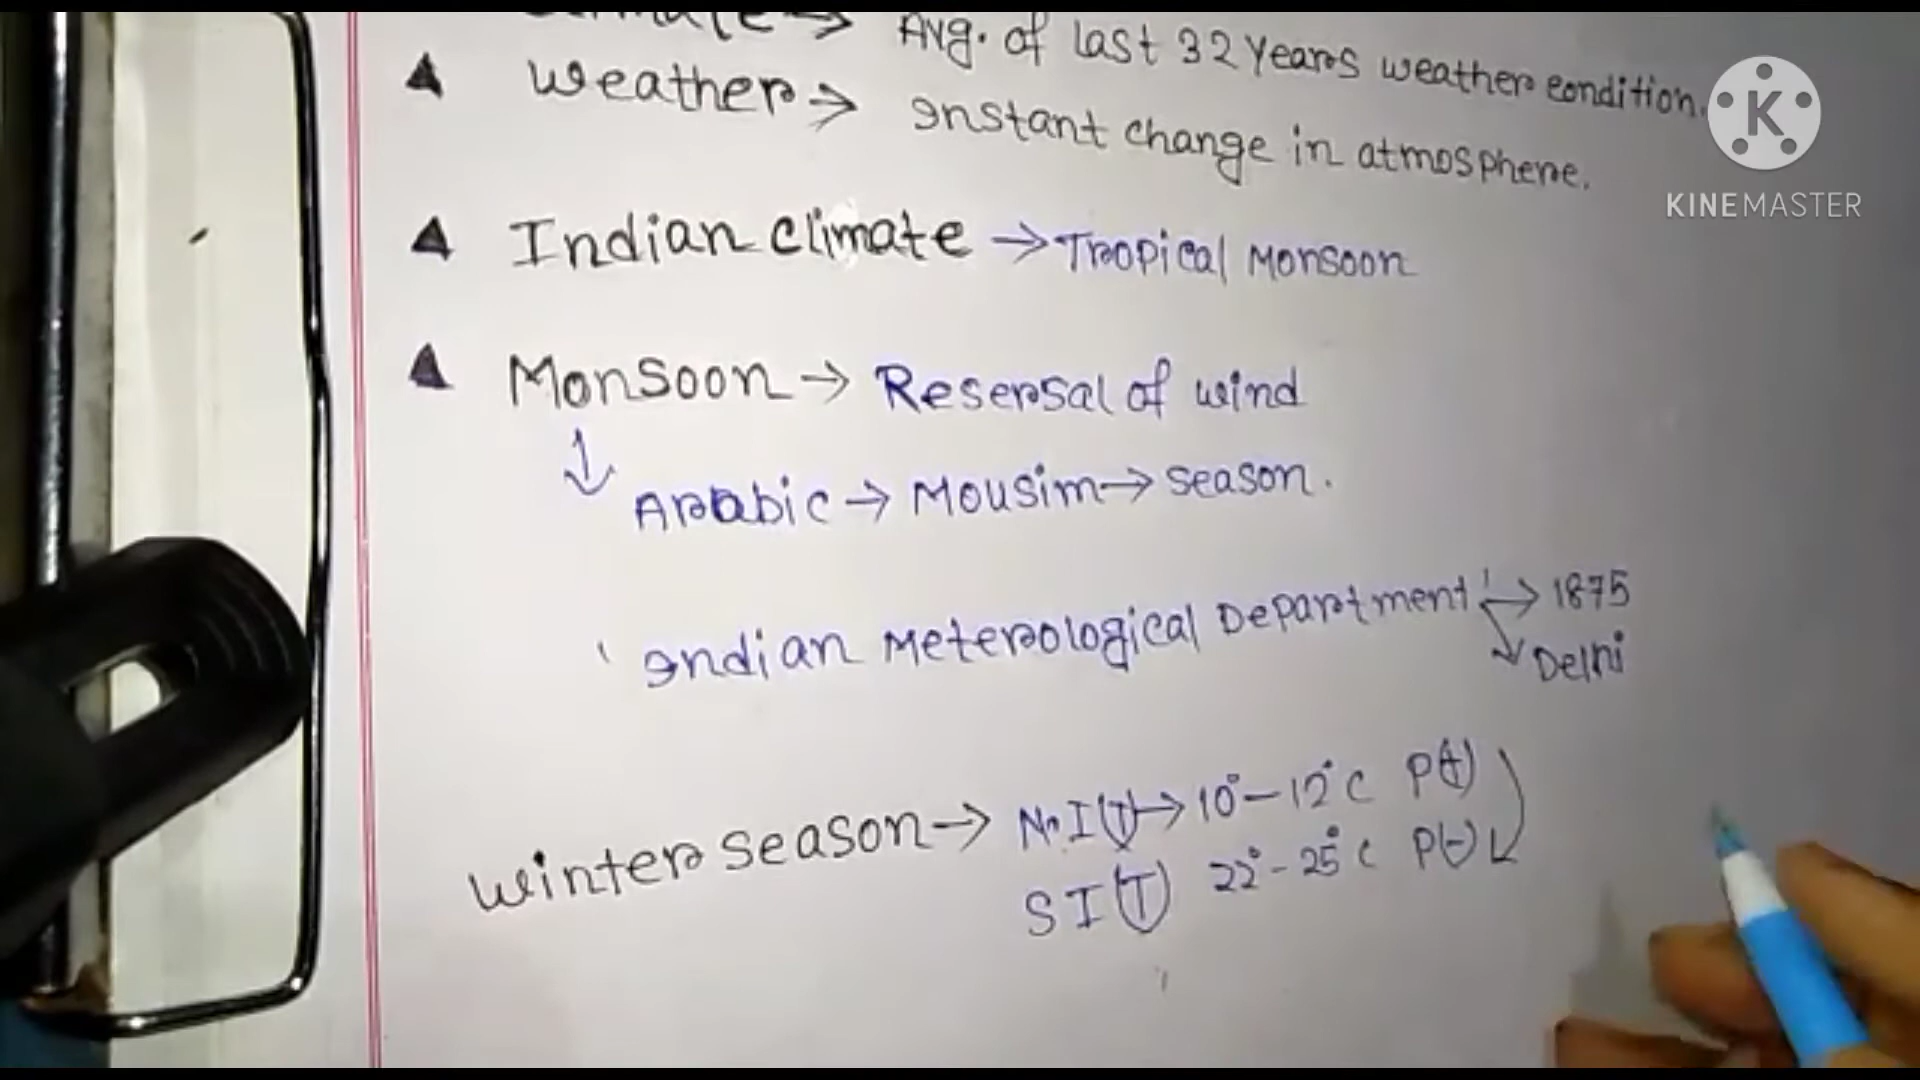 Climate → Avg. of last 32 Years weather condition.
Weather → Instant change in atmosphere.
Indian climate → Tropical Monsoon
Monsoon → Resersal of wind
↓ Arabic → Mousim → season.
' Indian Meterological Department ' → 1875
↘ Delhi
winter season → N.I(T) → 10° - 12°C P(+)
S I(T) 22° - 25°C P(-)
K
KINEMASTER